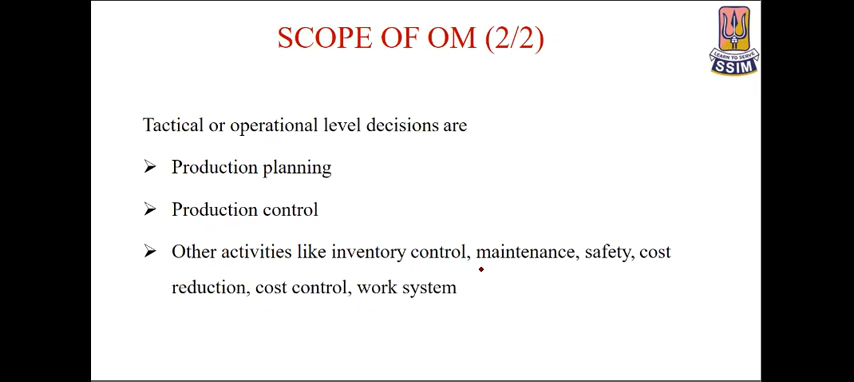 SCOPE OF OM (2/2)
LEARN TO SERVE
SSIM
Tactical or operational level decisions are
Production planning
Production control
Other activities like inventory control, maintenance, safety, cost
reduction, cost control, work system